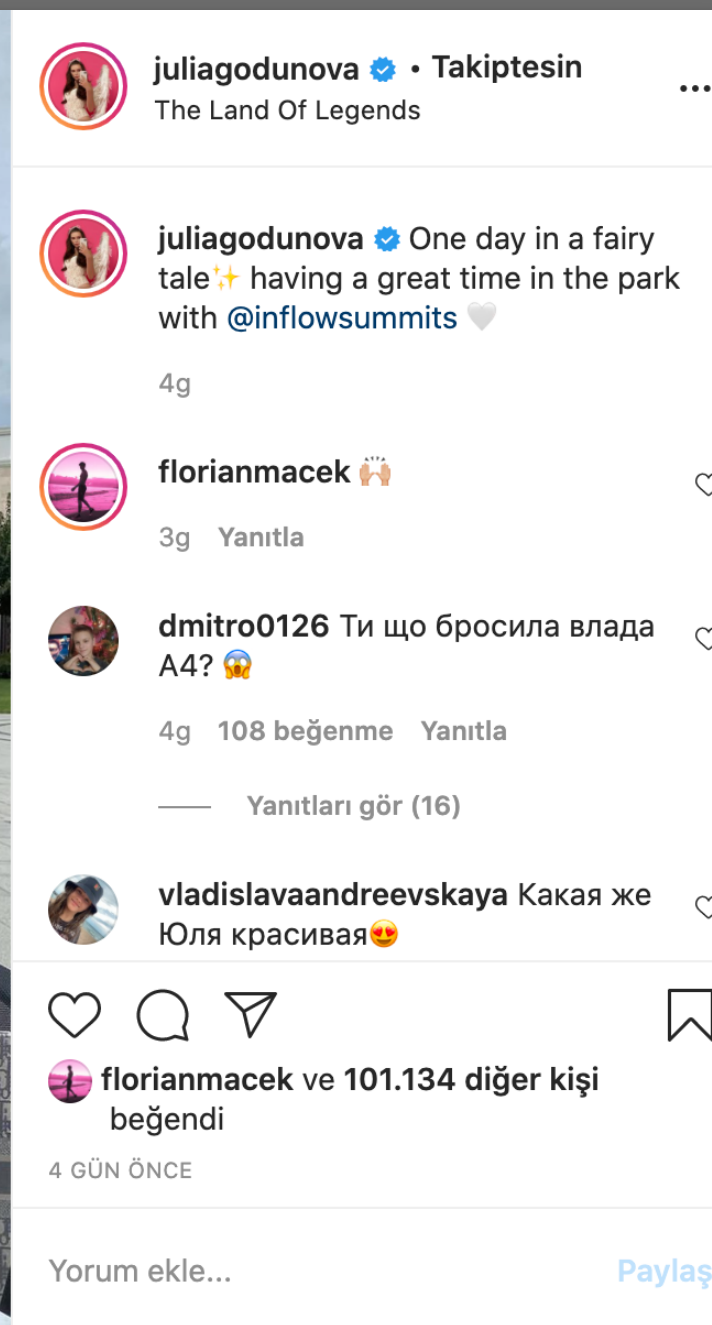 juliagodunova • Takiptesin
The Land Of Legends
juliagodunova One day in a fairy
tale✨ having a great time in the park
with @inflowsummits 🤍
4g
florianmacek 🙌🏼
3g Yanıtla
dmitro0126 Ти що бросила влада
А4? 😱
4g 108 beğenme Yanıtla
Yanıtları gör (16)
vladislavaandreevskaya Какая же
Юля красивая😍
florianmacek ve 101.134 diğer kişi
beğendi
4 GÜN ÖNCE
Yorum ekle... Paylaş